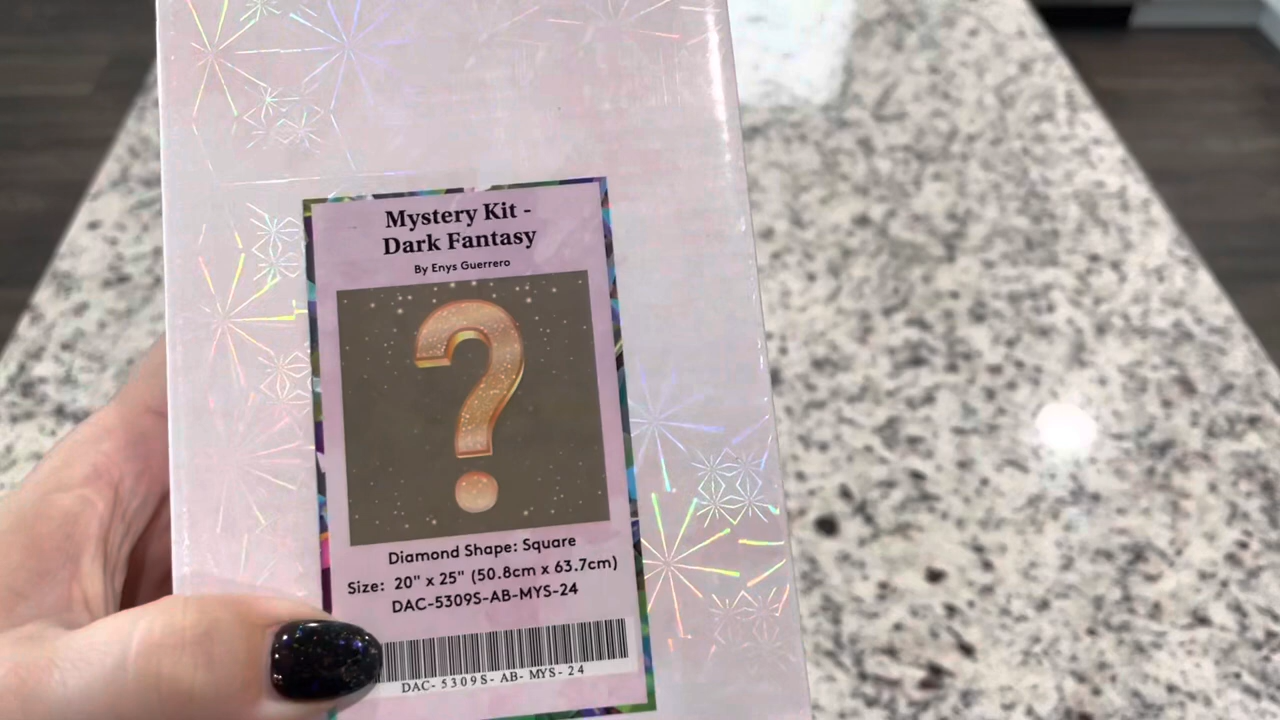 Mystery Kit -
Dark Fantasy
By Enys Guerrero
?
Diamond Shape: Square
Size: 20" x 25" (50.8cm x 63.7cm)
DAC-5309S-AB-MYS-24
DAC- 5309S- AB- MYS- 24